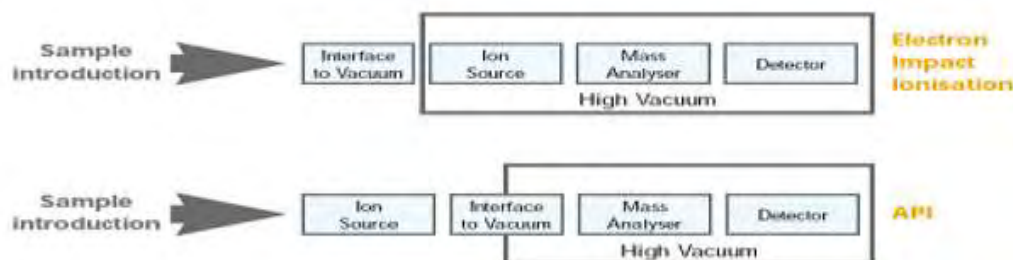 Sample
introduction
Interface
to Vacuum
Ion
Source
Mass
Analyser
Detector
High Vacuum
Electron
Impact
Ionisation
Sample
introduction
Ion
Source
Interface
to Vacuum
Mass
Analyser
Detector
High Vacuum
API